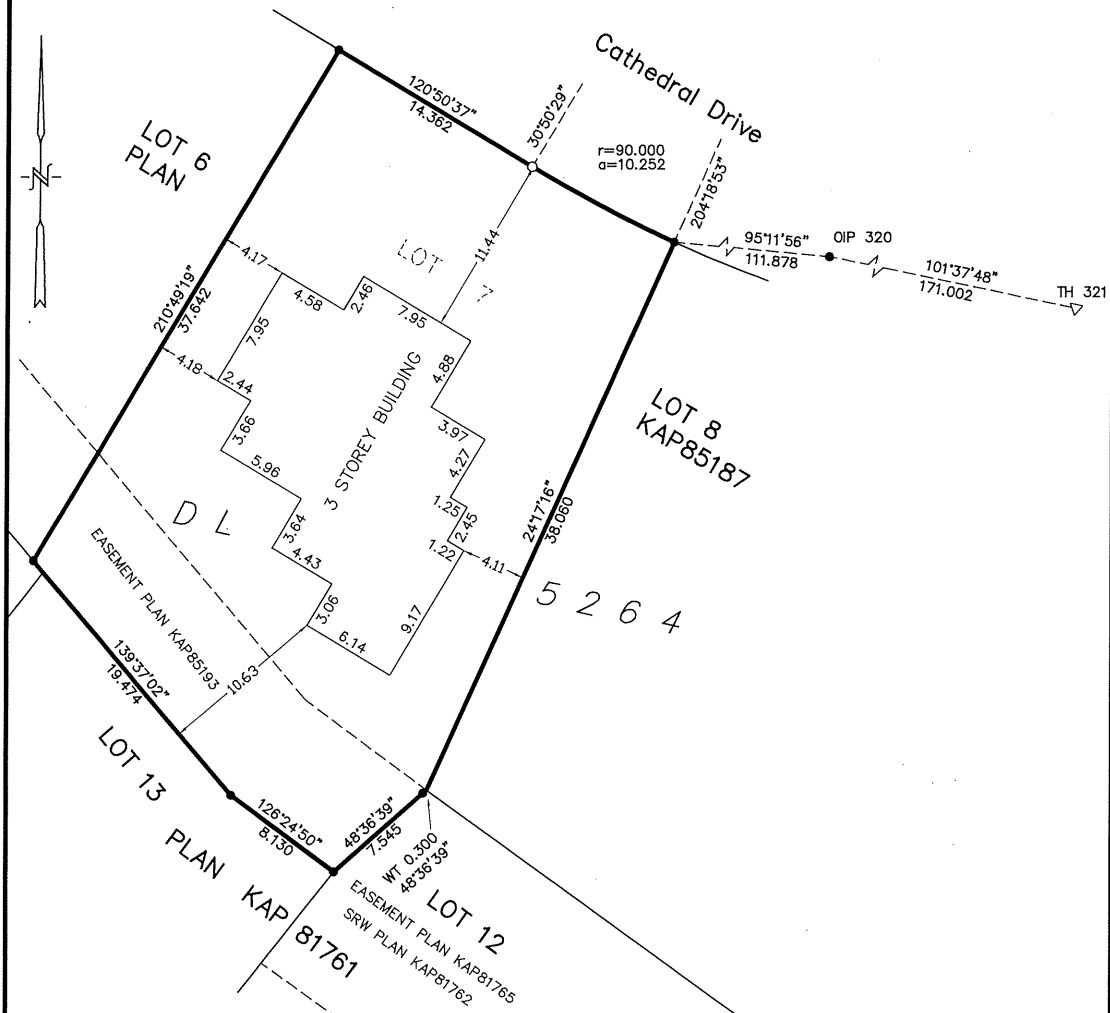 Cathedral Drive
120°50'37"
14.362
30°50'29"
r=90.000
a=10.252
204°18'53"
95°11'56"
111.878
OIP 320
101°37'48"
171.002
TH 321
LOT 6
PLAN
N
LOT 7
11.44
4.17
4.58
2.46
7.95
210°49'19"
37.642
7.95
4.88
4.18
2.44
3.97
3.66
4.27
5.96
3 STOREY BUILDING
1.25
2.45
3.64
1.22
4.11
4.43
3.06
6.14
9.17
24°17'16"
38.060
LOT 8
KAP85187
D L 5264
EASEMENT PLAN KAP85193
10.63
139°37'02"
19.474
LOT 13
PLAN KAP 81761
126°24'50"
8.130
48°36'39"
7.545
WT 0.300
48°36'39"
LOT 12
EASEMENT PLAN KAP81765
SRW PLAN KAP81762